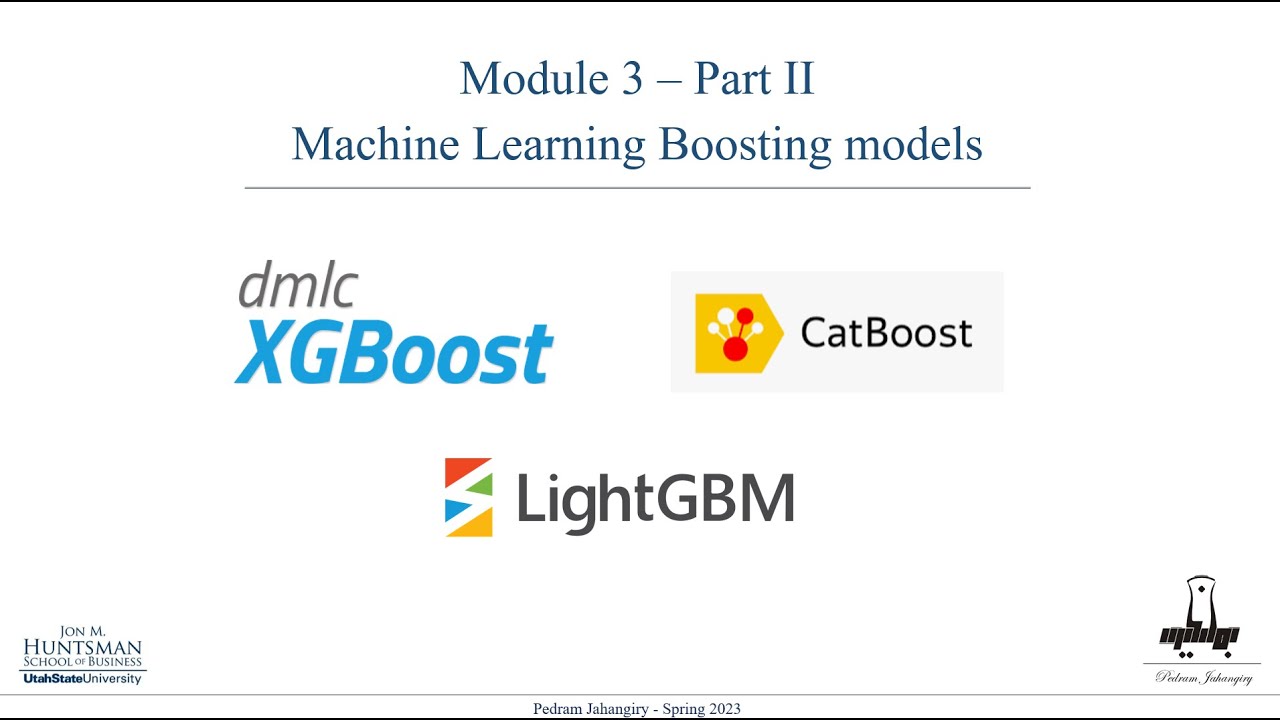 Module 3 – Part II
Machine Learning Boosting models
dmlc
XGBoost
CatBoost
LightGBM
JON M.
HUNTSMAN
SCHOOL OF BUSINESS
UtahStateUniversity
Pedram Jahangiry
Pedram Jahangiry - Spring 2023